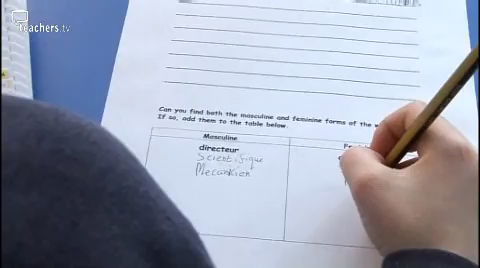 teachers.tv
Can you find both the masculine and feminine forms of the
If so, add them to the table below.
Masculine
directeur
Scientifique
Mecanicien